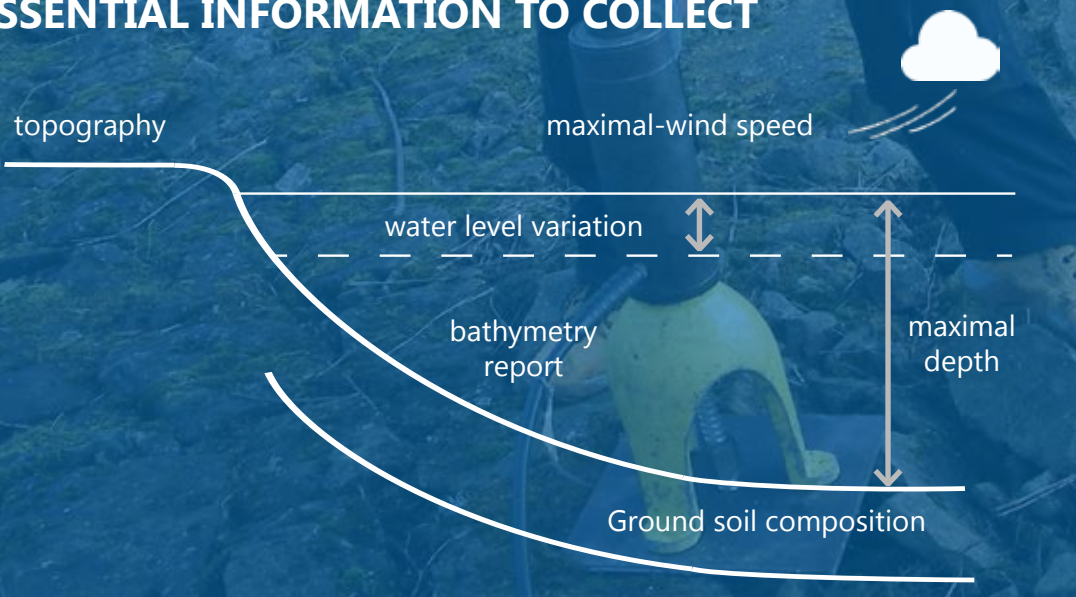 SSENTIAL INFORMATION TO COLLECT
topography
maximal-wind speed
water level variation
bathymetry
report
maximal
depth
Ground soil composition